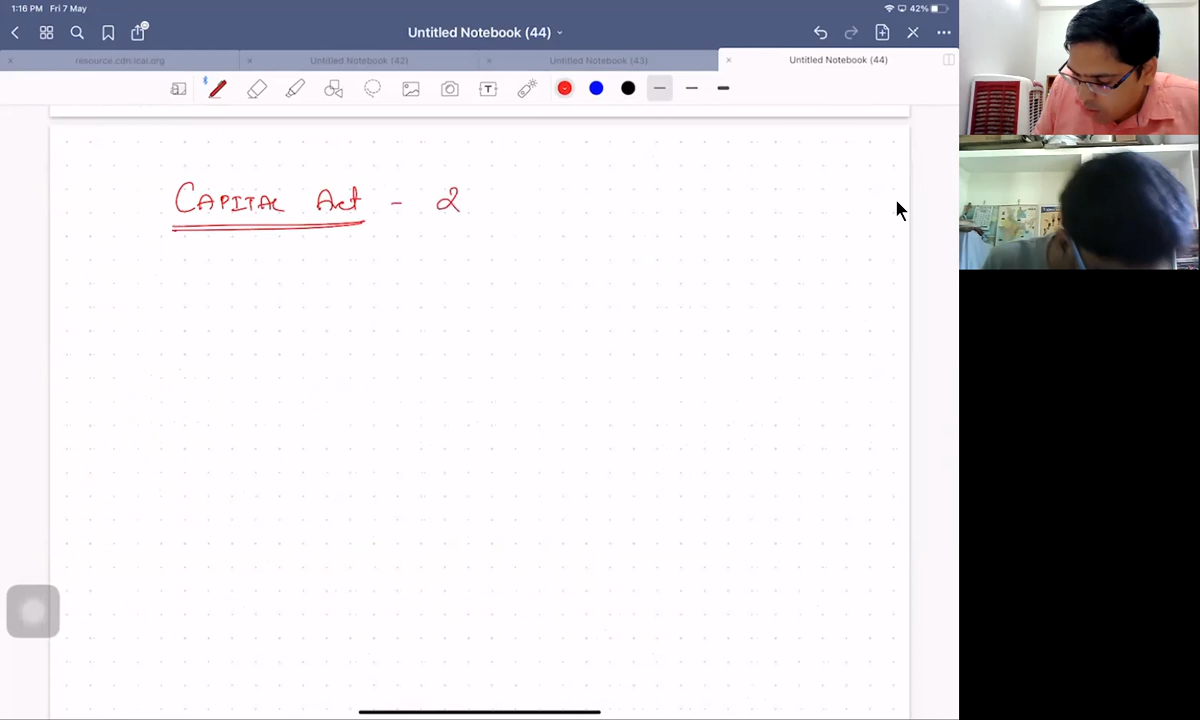 1:16 PM Fri 7 May
42%
Untitled Notebook (44)
resource.cdn.icai.org
Untitled Notebook (42)
Untitled Notebook (43)
Untitled Notebook (44)
T
CAPITAL Act - 2